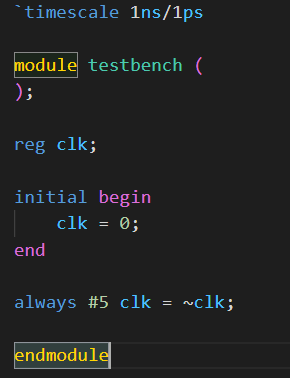 `timescale 1ns/1ps
module testbench (
);
reg clk;
initial begin
clk = 0;
end
always #5 clk = ~clk;
endmodule